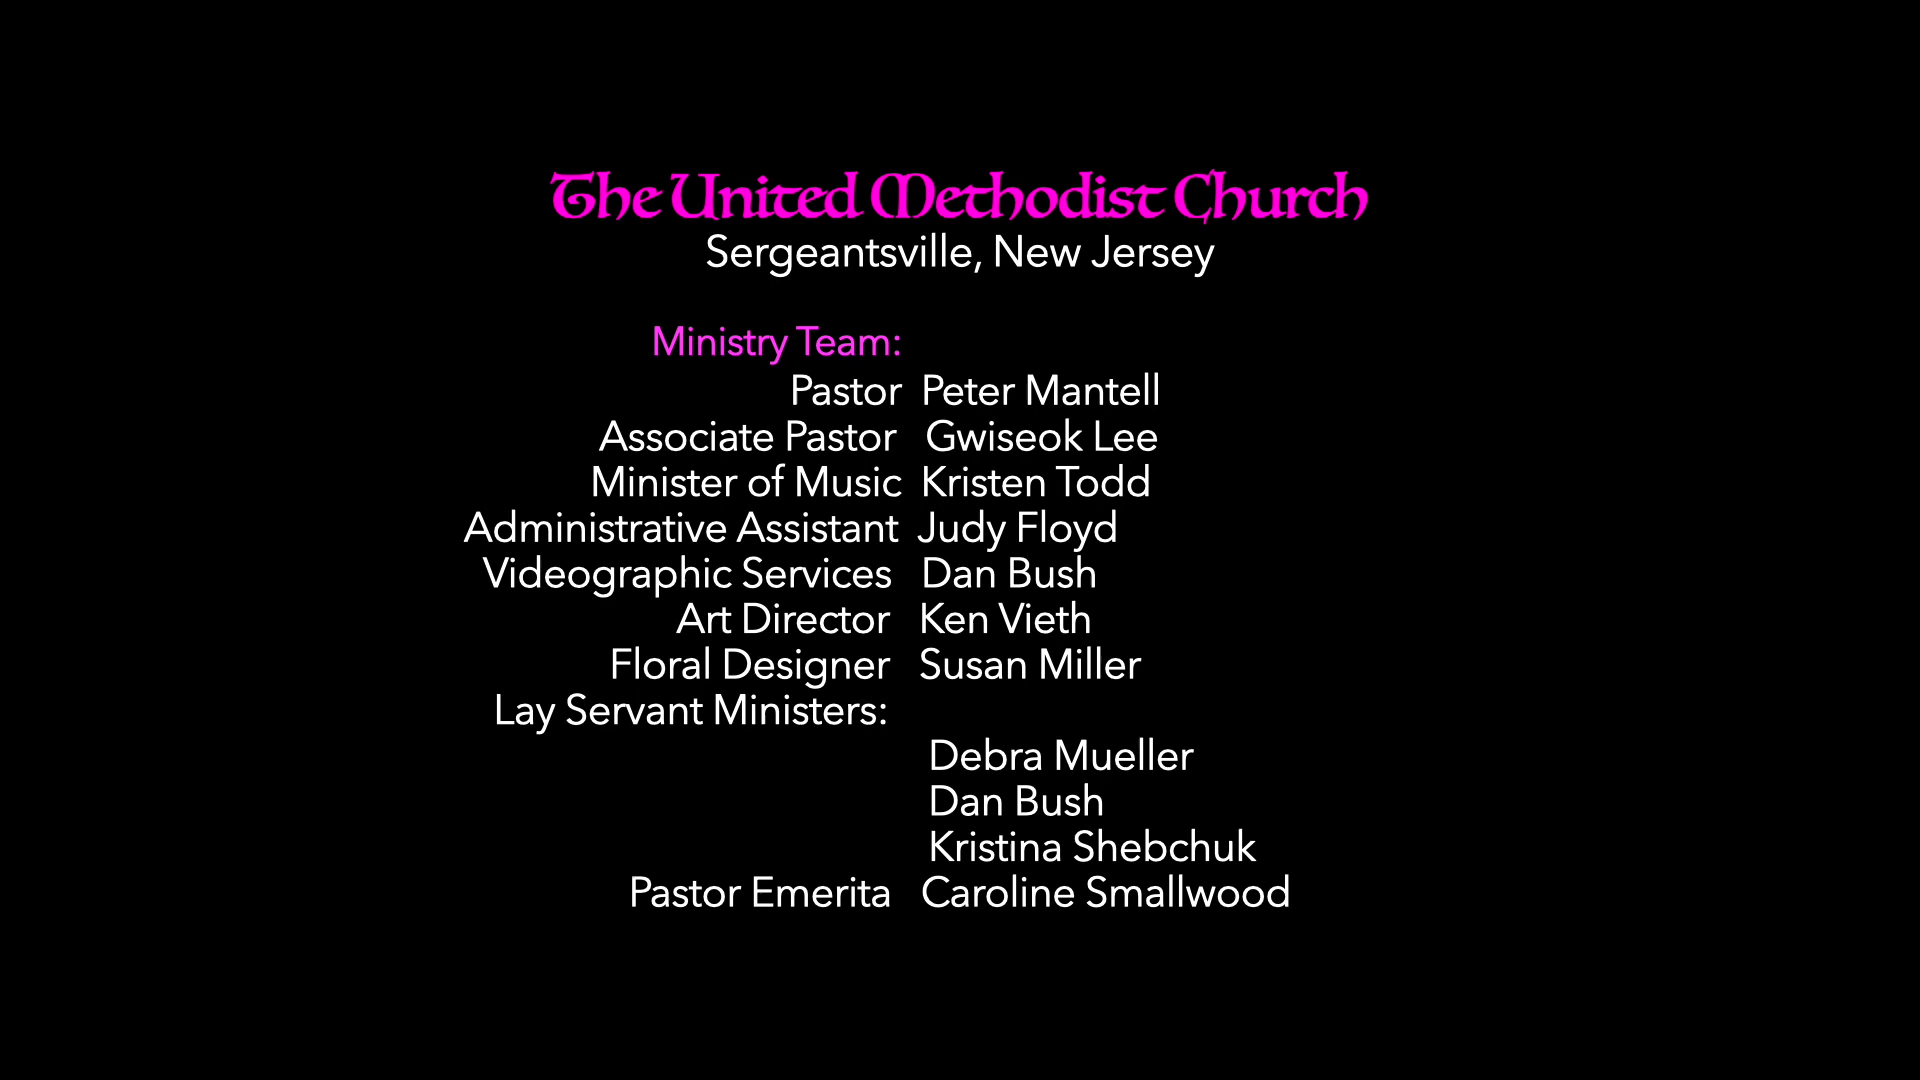 The United Methodist Church
Sergeantsville, New Jersey
Ministry Team:
Pastor Peter Mantell
Associate Pastor Gwiseok Lee
Minister of Music Kristen Todd
Administrative Assistant Judy Floyd
Videographic Services Dan Bush
Art Director Ken Vieth
Floral Designer Susan Miller
Lay Servant Ministers:
Debra Mueller
Dan Bush
Kristina Shebchuk
Pastor Emerita Caroline Smallwood